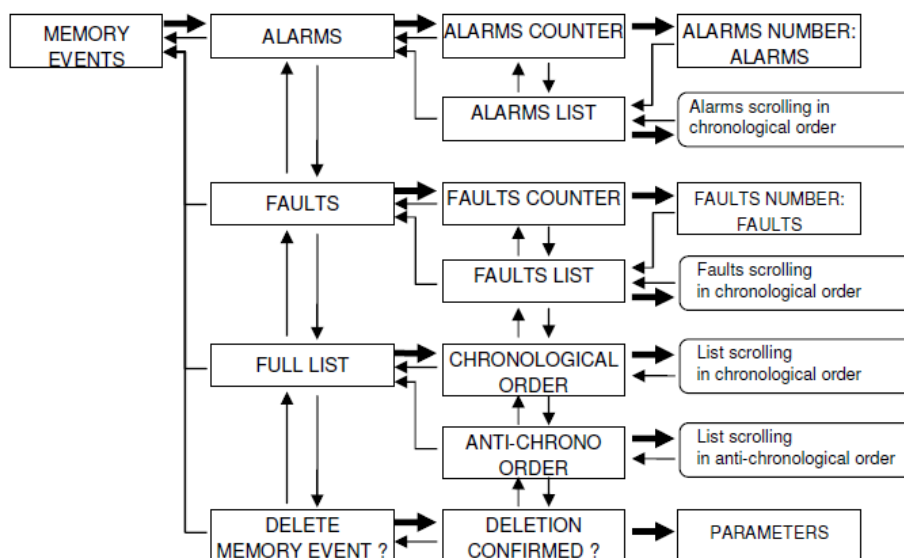 MEMORY
EVENTS
ALARMS
ALARMS COUNTER
ALARMS NUMBER:
ALARMS
ALARMS LIST
Alarms scrolling in
chronological order
FAULTS
FAULTS COUNTER
FAULTS NUMBER:
FAULTS
FAULTS LIST
Faults scrolling
in chronological order
FULL LIST
CHRONOLOGICAL
ORDER
List scrolling
in chronological order
ANTI-CHRONO
ORDER
List scrolling
in anti-chronological order
DELETE
MEMORY EVENT ?
DELETION
CONFIRMED ?
PARAMETERS